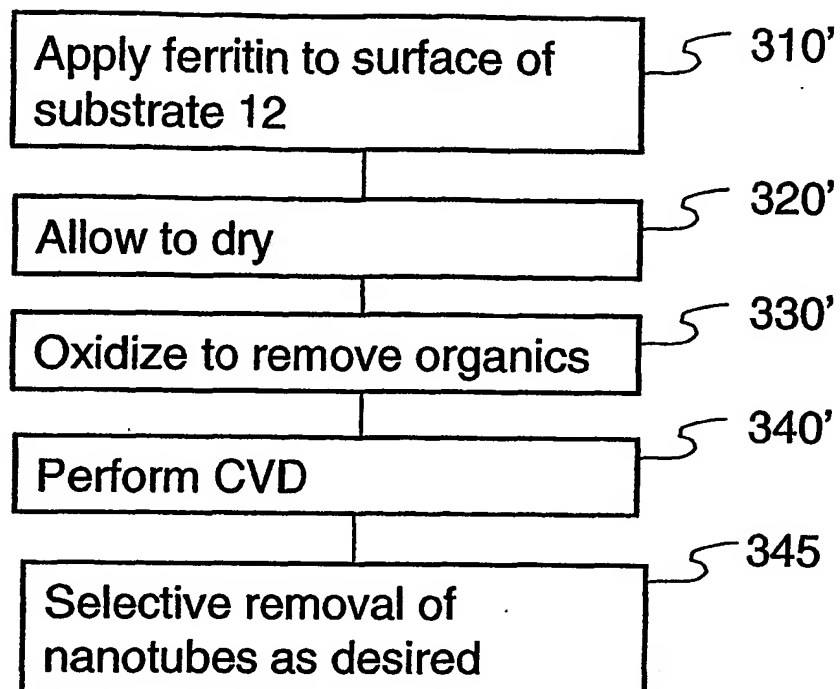 Apply ferritin to surface of
substrate 12
310'
Allow to dry
320'
Oxidize to remove organics
330'
Perform CVD
340'
Selective removal of
nanotubes as desired
345